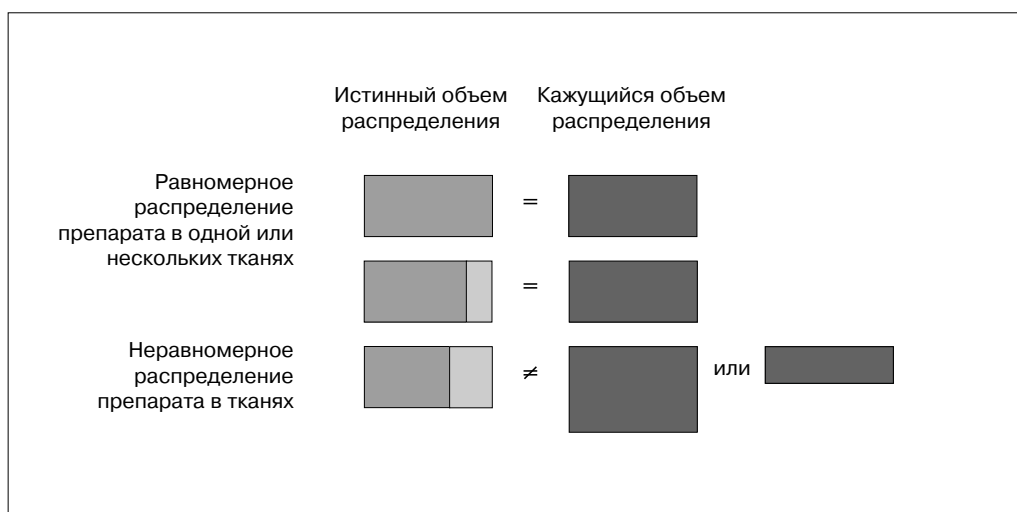 Истинный объем
распределения
Кажущийся объем
распределения
Равномерное
распределение
препарата в одной или
нескольких тканях
=
=
Неравномерное
распределение
препарата в тканях
≠
или